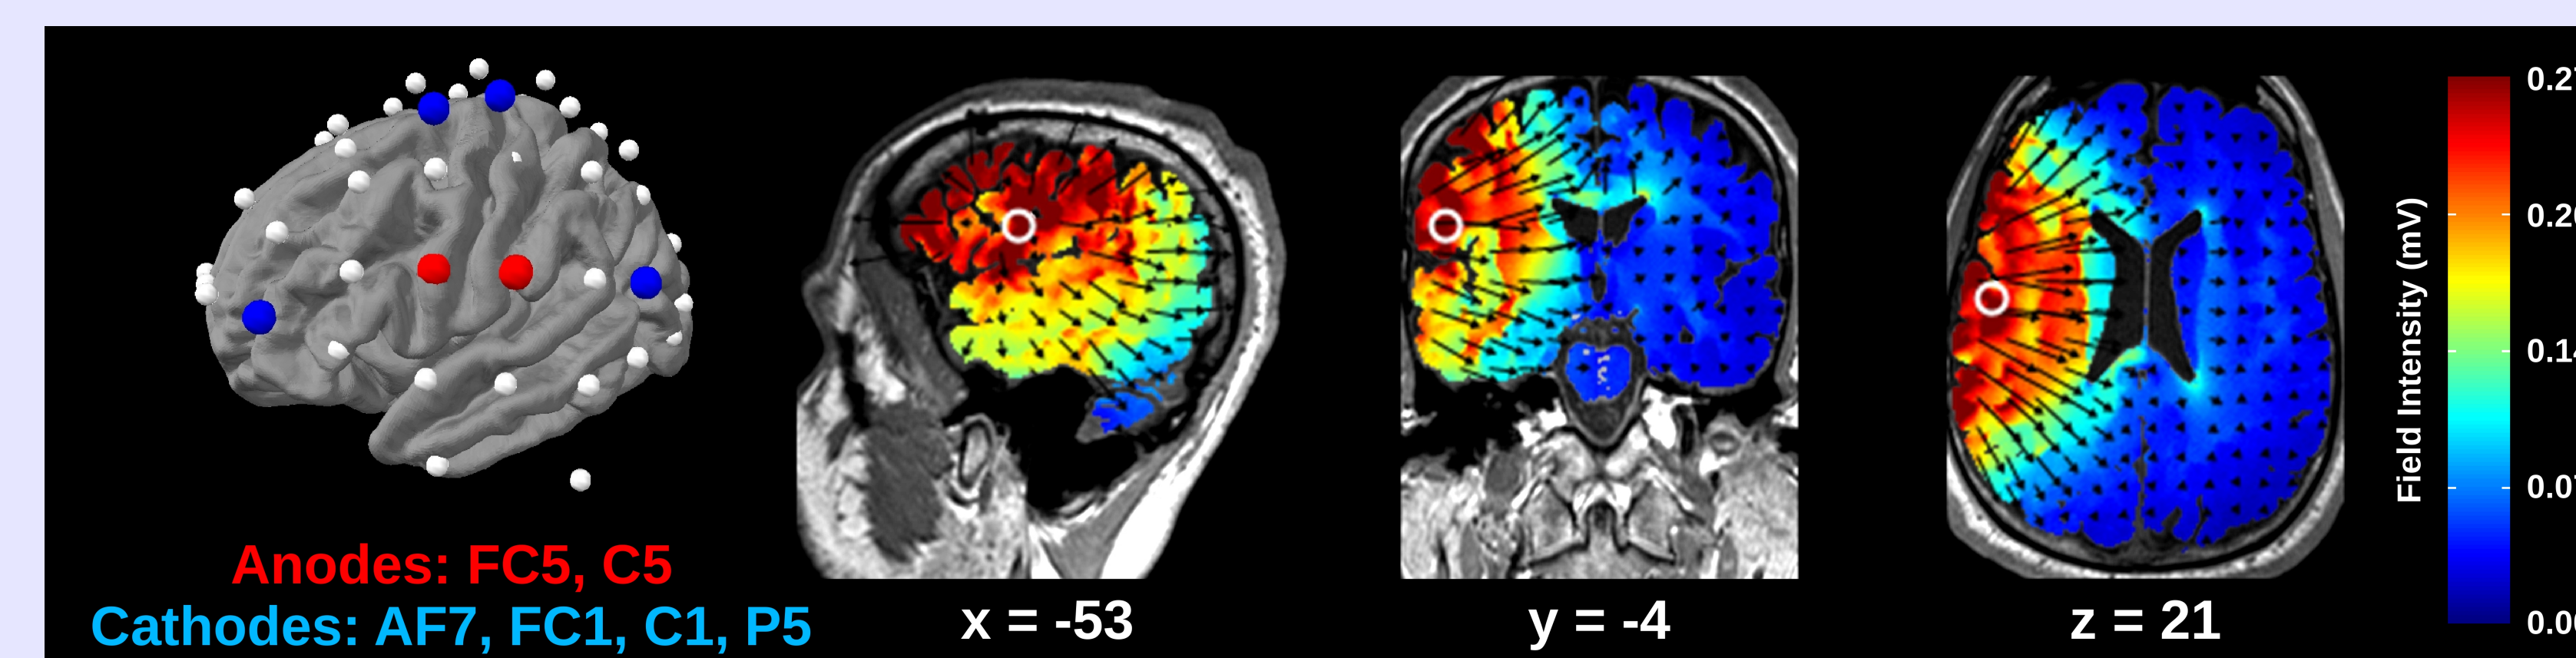 Anodes: FC5, C5
Cathodes: AF7, FC1, C1, P5
x = -53
y = -4
z = 21
Field Intensity (mV)